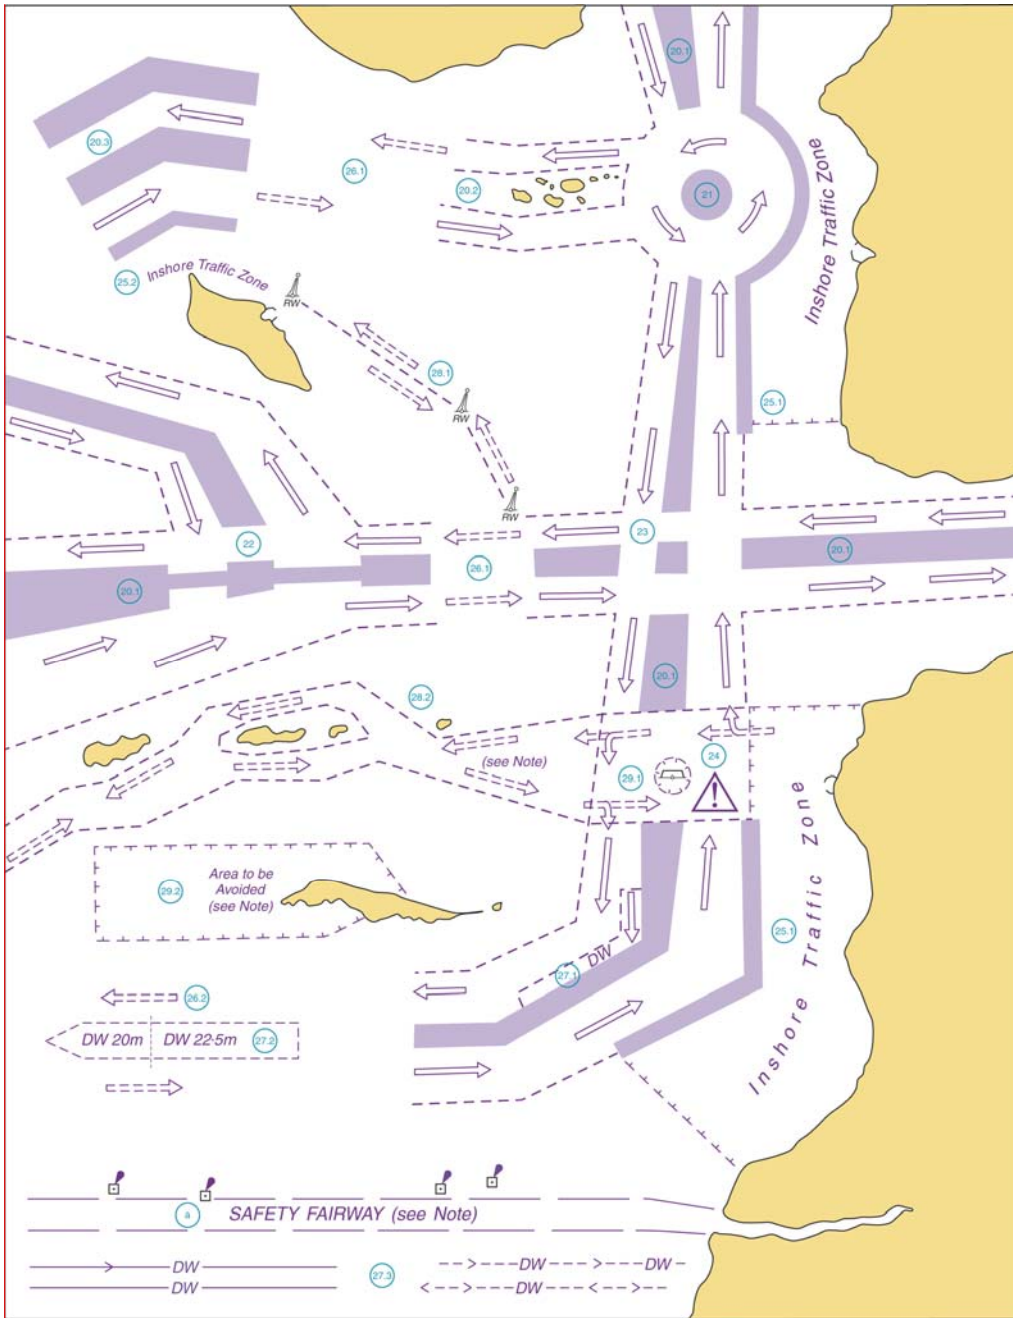 20.1
20.3
26.1
20.2
21
Inshore Traffic Zone
25.2
Inshore Traffic Zone
RW
28.1
RW
25.1
RW
22
23
20.1
26.1
20.1
20.1
28.2
24
(see Note)
29.1
!
29.2
Area to be
Avoided
(see Note)
25.1
Inshore Traffic Zone
27.1
DW
26.2
DW 20m
DW 22·5m
27.2
a
SAFETY FAIRWAY (see Note)
DW
DW
27.3
DW
DW
DW